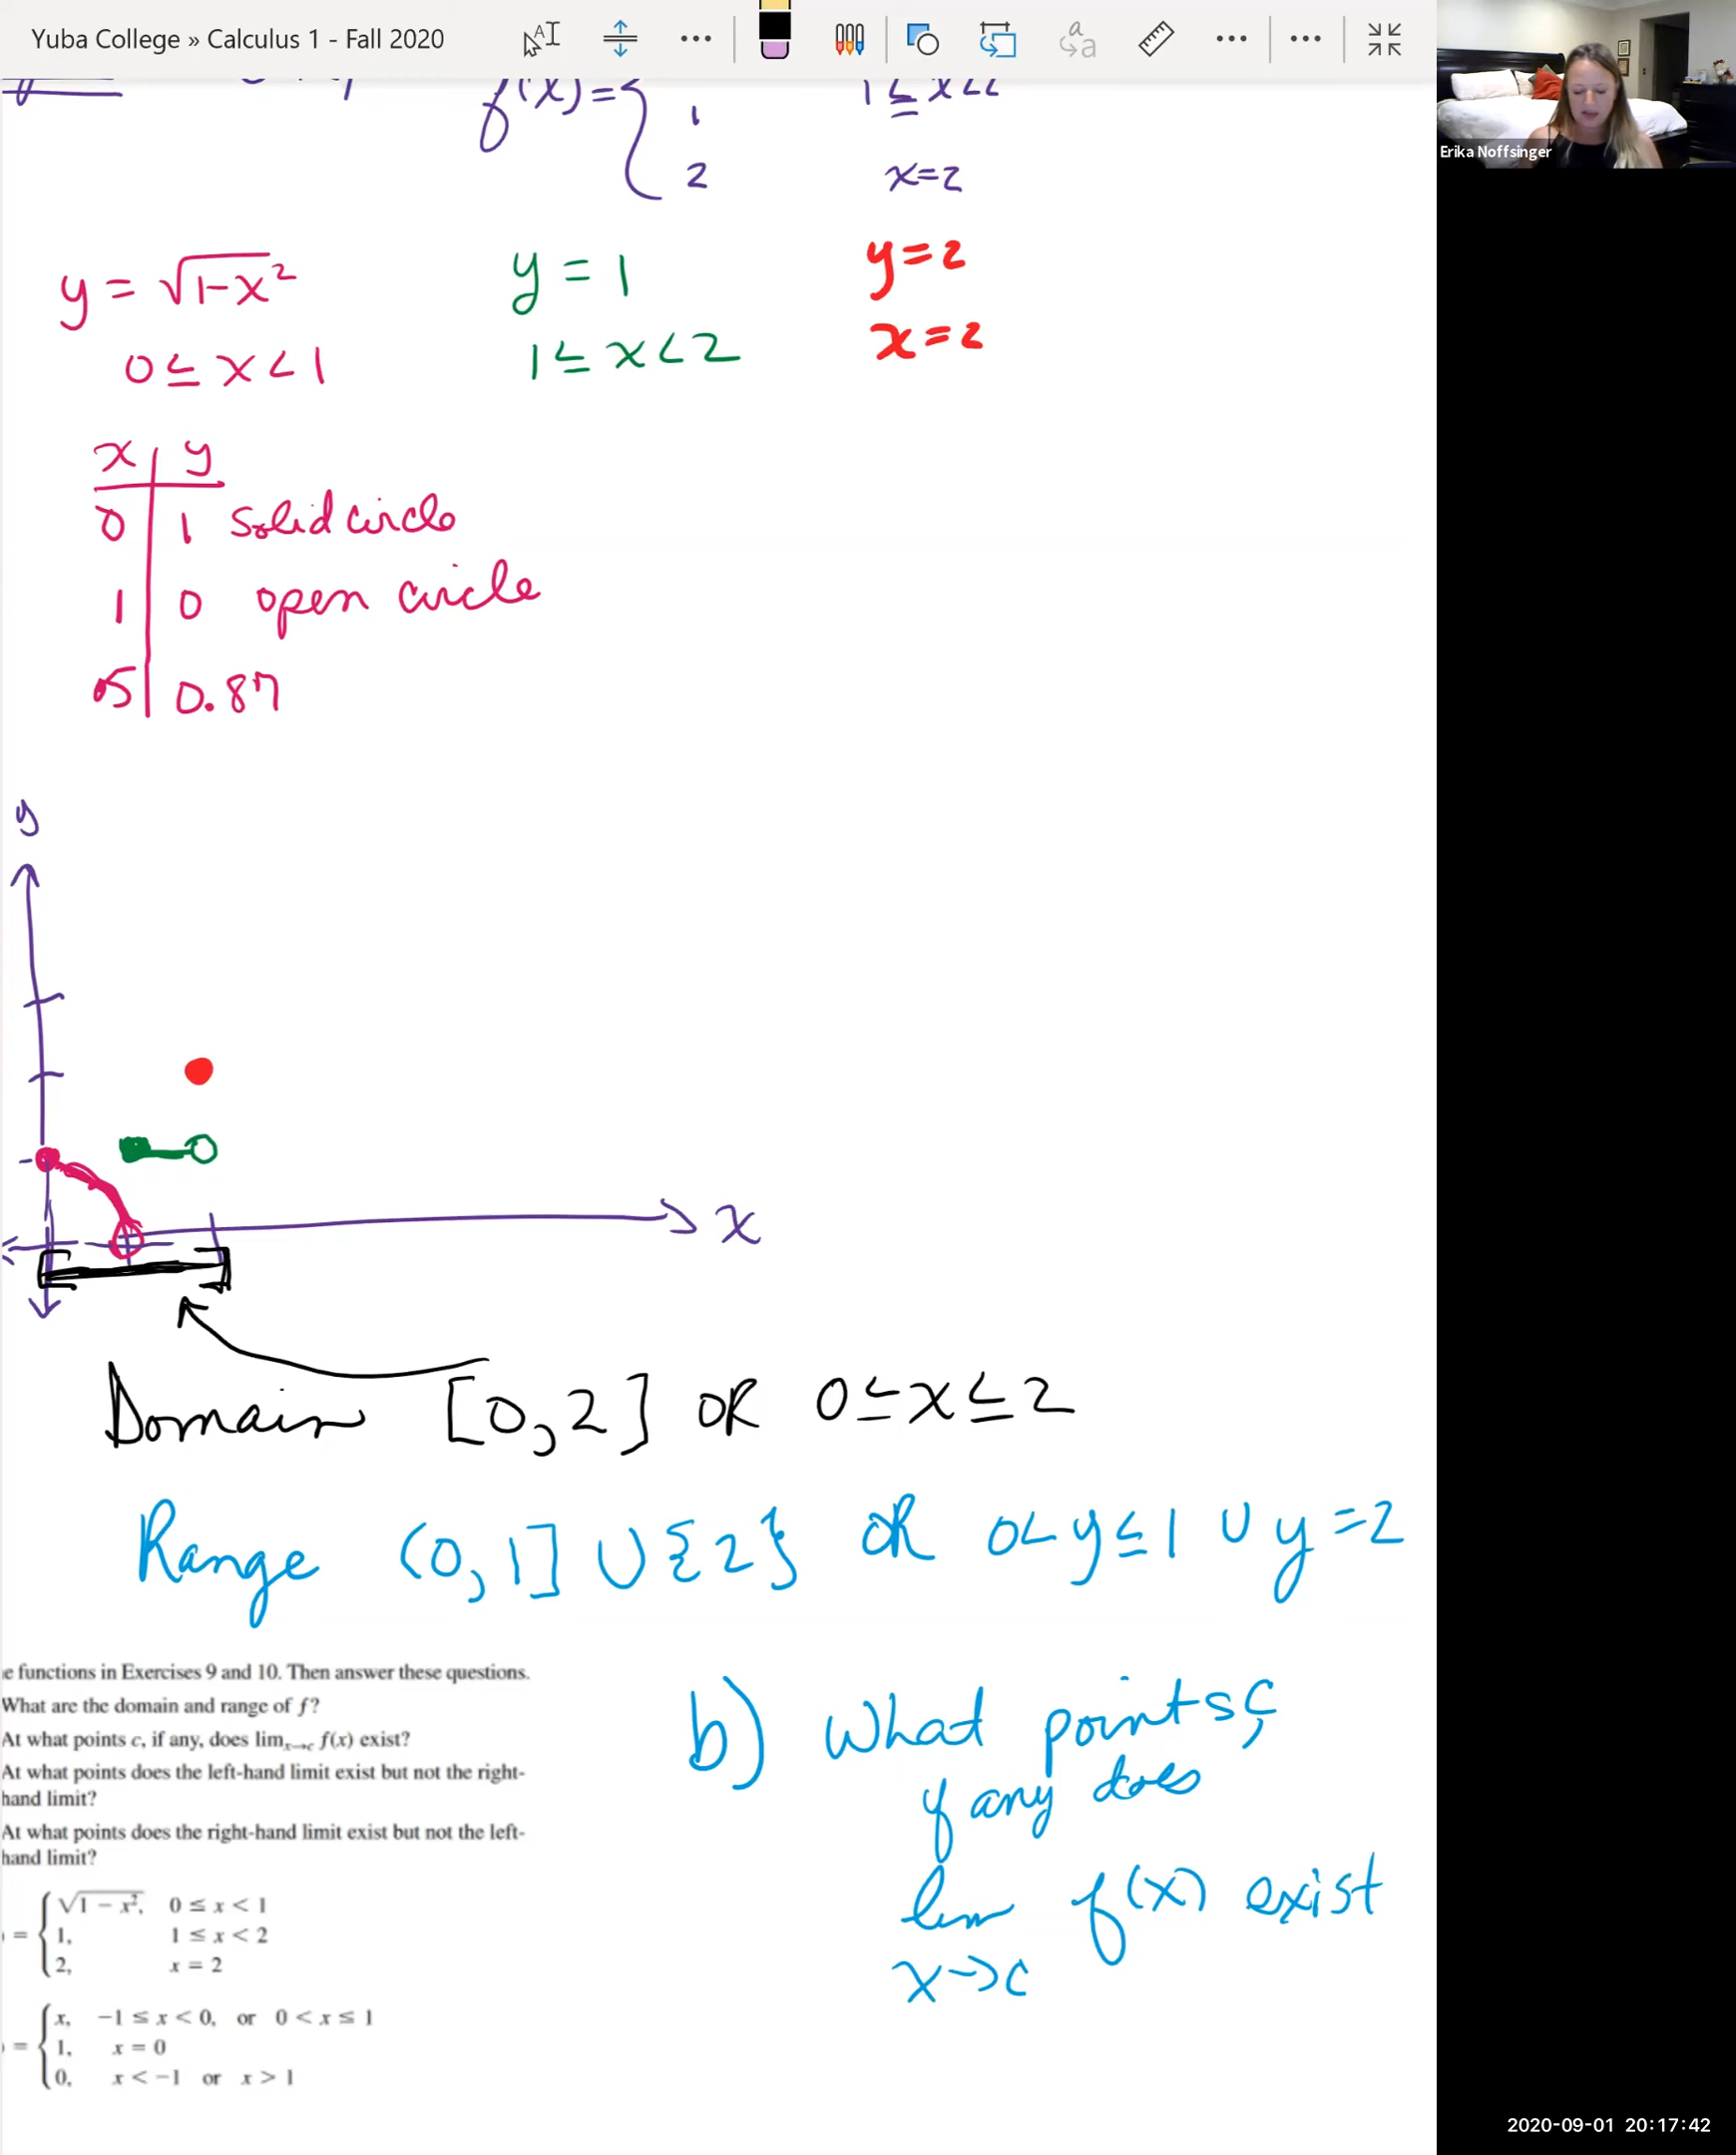 Yuba College » Calculus 1 - Fall 2020
Erika Noffsinger
f(x) = { 1
2 x=2
y = √1-x² y = 1 y=2
0 ≤ x < 1 1 ≤ x < 2 x=2
x y
0 1 solid circle
1 0 open circle
.5 0.87
y
x
Domain [0,2] OR 0≤x≤2
Range (0,1] ∪ {2} OR 0<y≤1 ∪ y=2
e functions in Exercises 9 and 10. Then answer these questions.
What are the domain and range of f?
At what points c, if any, does lim x→c f(x) exist?
At what points does the left-hand limit exist but not the right-
hand limit?
At what points does the right-hand limit exist but not the left-
hand limit?
= { √1 − x², 0 ≤ x < 1
1, 1 ≤ x < 2
2, x = 2
= { x, −1 ≤ x < 0, or 0 < x ≤ 1
1, x = 0
0, x < −1 or x > 1
b) What points c,
if any does
lim f(x) exist
x→c
2020-09-01 20:17:42